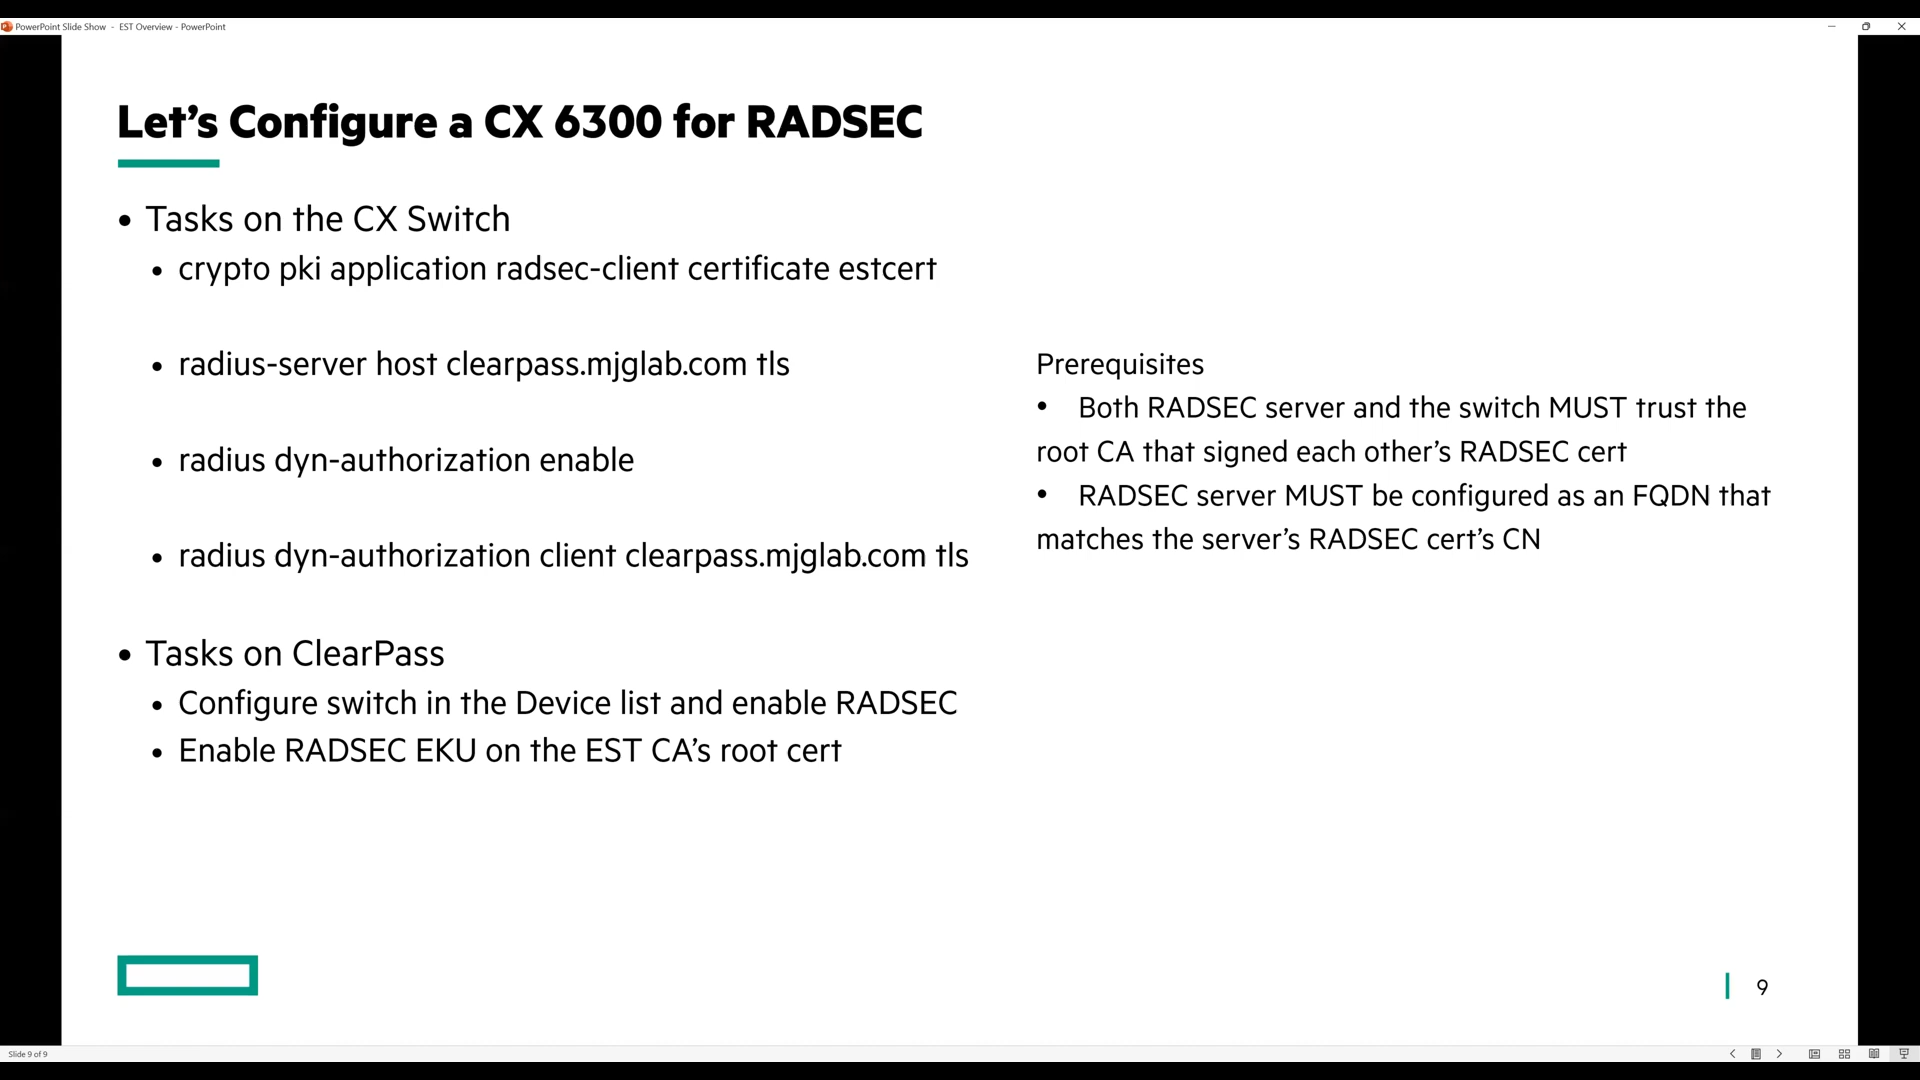 PowerPoint Slide Show - EST Overview - PowerPoint
Let’s Configure a CX 6300 for RADSEC
• Tasks on the CX Switch
• crypto pki application radsec-client certificate estcert
• radius-server host clearpass.mjglab.com tls
• radius dyn-authorization enable
• radius dyn-authorization client clearpass.mjglab.com tls
• Tasks on ClearPass
• Configure switch in the Device list and enable RADSEC
• Enable RADSEC EKU on the EST CA’s root cert
Prerequisites
• Both RADSEC server and the switch MUST trust the
root CA that signed each other’s RADSEC cert
• RADSEC server MUST be configured as an FQDN that
matches the server’s RADSEC cert’s CN
9
Slide 9 of 9